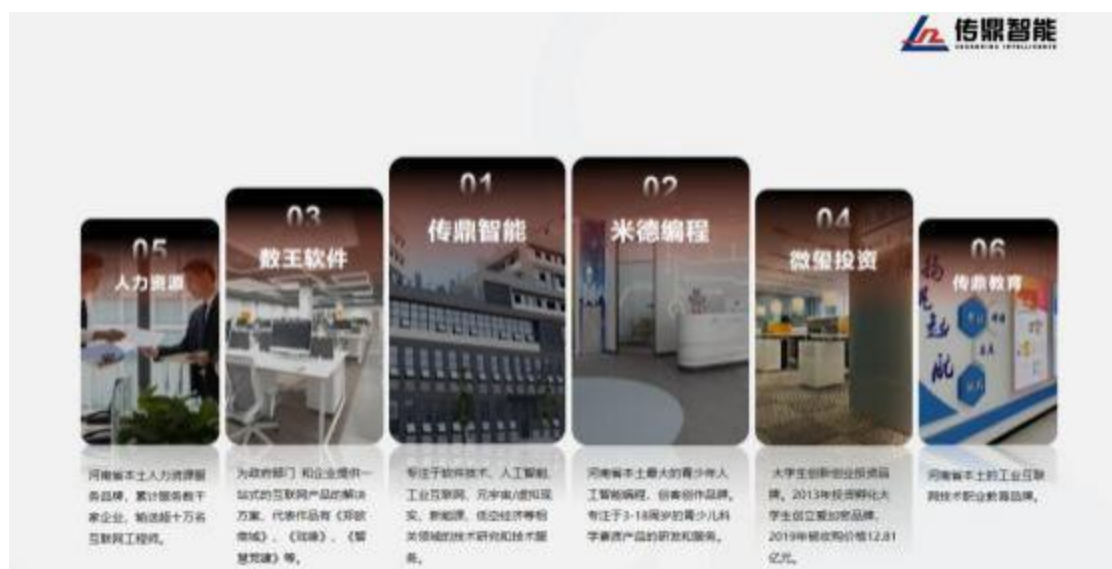 传鼎智能
CHUANDING INTELLIGENCE
05
人力资源
河南省本土人力资源服
务品牌,累计服务数千
家企业,输送超十万名
互联网工程师。
03
数王软件
为政府部门 和企业提供一
站式的互联网产品的解决
方案,代表作品有《郑欧
商城》、
《智
慧党建》等。
01
传鼎智能
专注于软件技术、人工智能、
工业互联网、元宇宙/虚拟现
实、新能源、低空经济等相
关领域的技术研究和技术服
务。
02
米德编程
河南省本土最大的青少年人
工智能编程、创客创作品牌,
专注于3-18周岁的青少儿科
学素质产品的研发和服务。
04
微玺投资
大学生创新创业投资品
牌。2013年投资孵化大
学生创立爱加密品牌,
2019年被收购价格12.81
亿元。
06
传鼎教育
河南省本土的工业互联
网技术职业教育品牌。